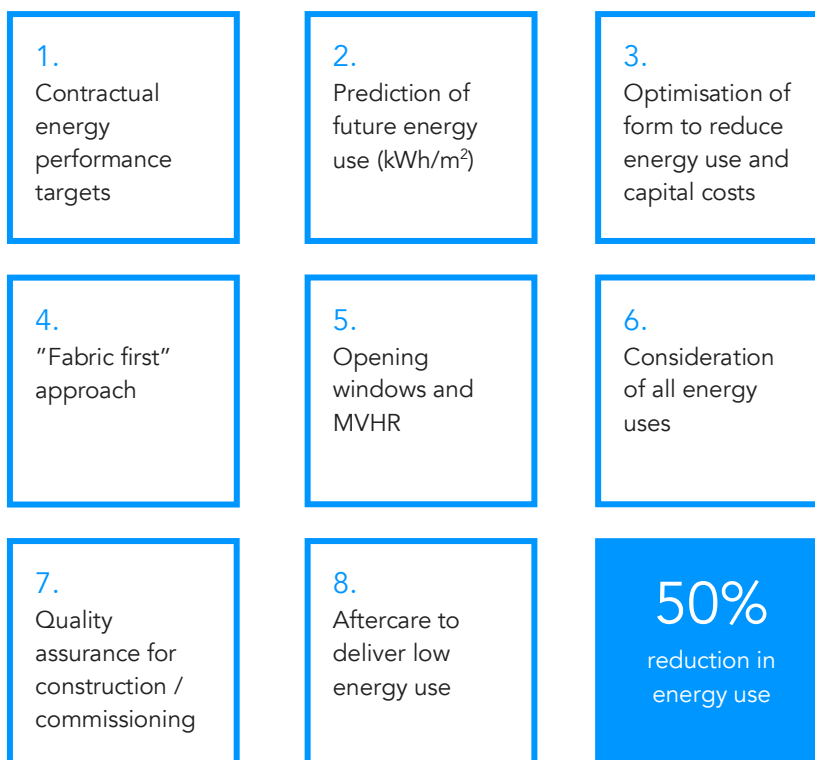 1.
Contractual
energy
performance
targets
2.
Prediction of
future energy
use (kWh/m²)
3.
Optimisation of
form to reduce
energy use and
capital costs
4.
”Fabric first”
approach
5.
Opening
windows and
MVHR
6.
Consideration
of all energy
uses
7.
Quality
assurance for
construction /
commissioning
8.
Aftercare to
deliver low
energy use
50%
reduction in
energy use